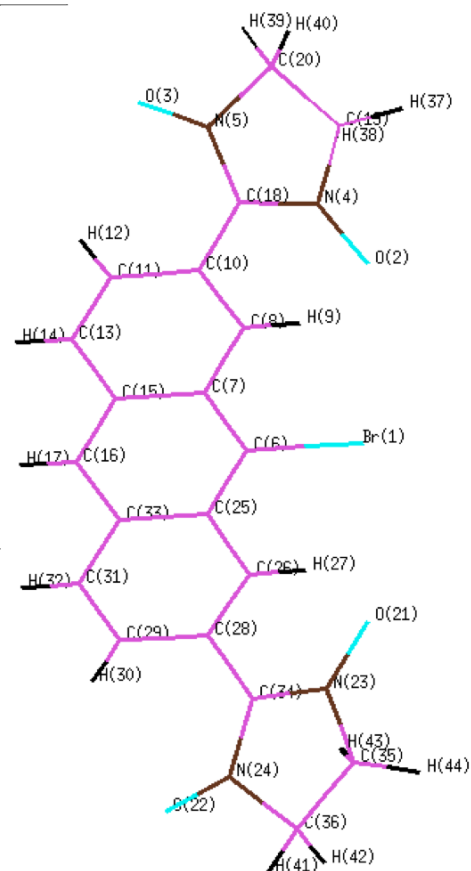 H(39) H(40)
C(20)
O(3)
H(37)
N(5) C(19)
H(38)
C(18) N(4)
H(12)
O(2)
C(11) C(10)
H(9)
C(8)
H(14) C(13)
C(15) C(7)
Br(1)
C(6)
H(17) C(16)
C(33) C(25)
H(27)
C(26)
H(32) C(31)
O(21)
C(29) C(28)
H(30)
C(34) N(23)
H(43)
C(35)
N(24) H(44)
O(22)
C(36)
H(41) H(42)